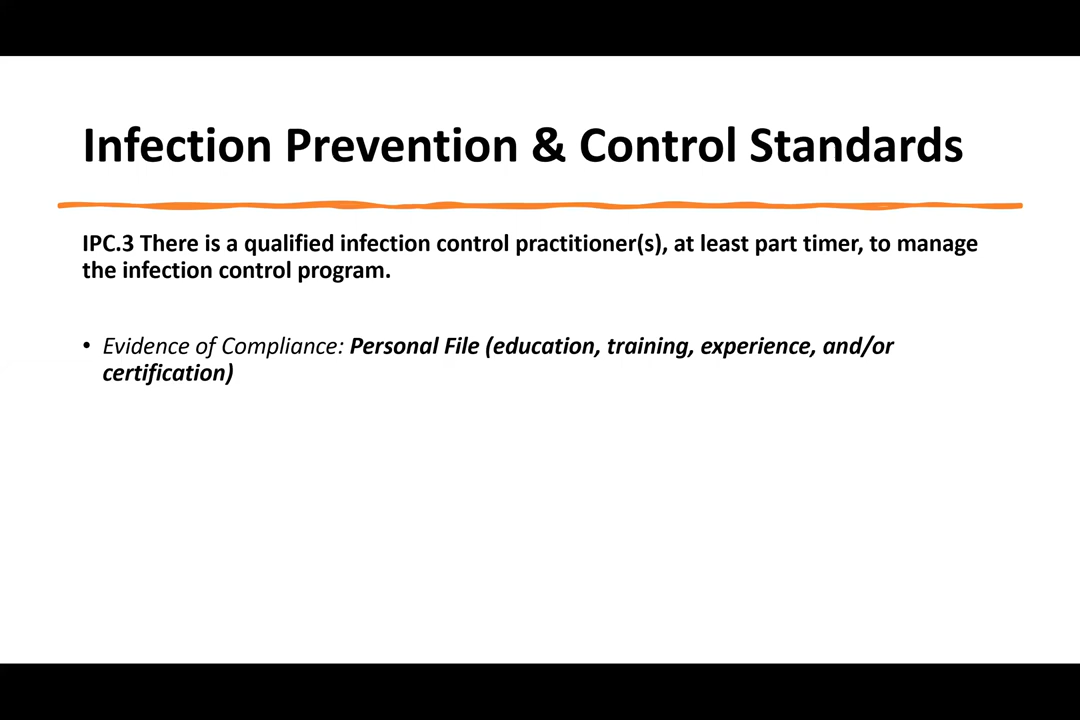 Infection Prevention & Control Standards
IPC.3 There is a qualified infection control practitioner(s), at least part timer, to manage
the infection control program.
• Evidence of Compliance: Personal File (education, training, experience, and/or
certification)